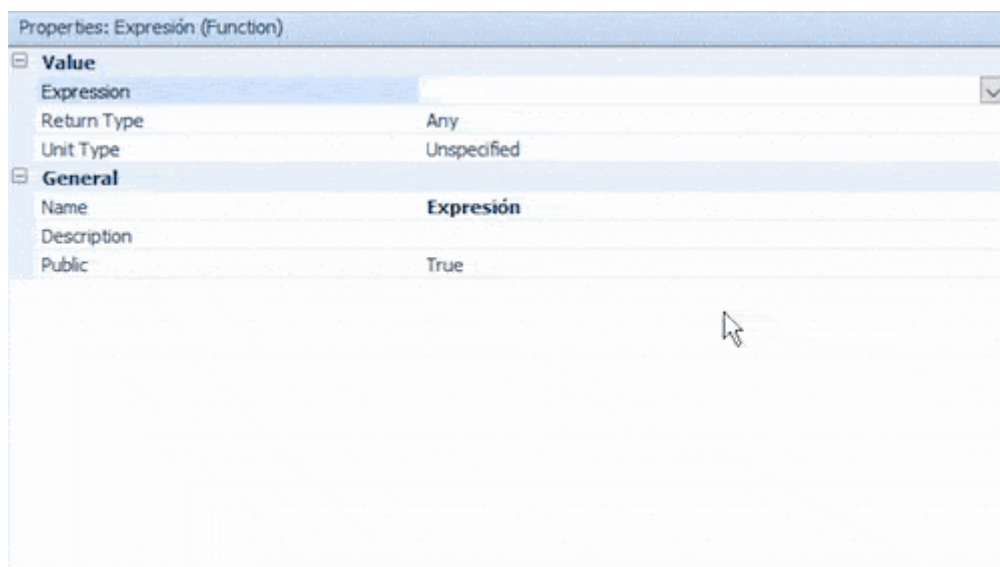 Properties: Expresión (Function)
Value
Expression
Return Type Any
Unit Type Unspecified
General
Name Expresión
Description
Public True